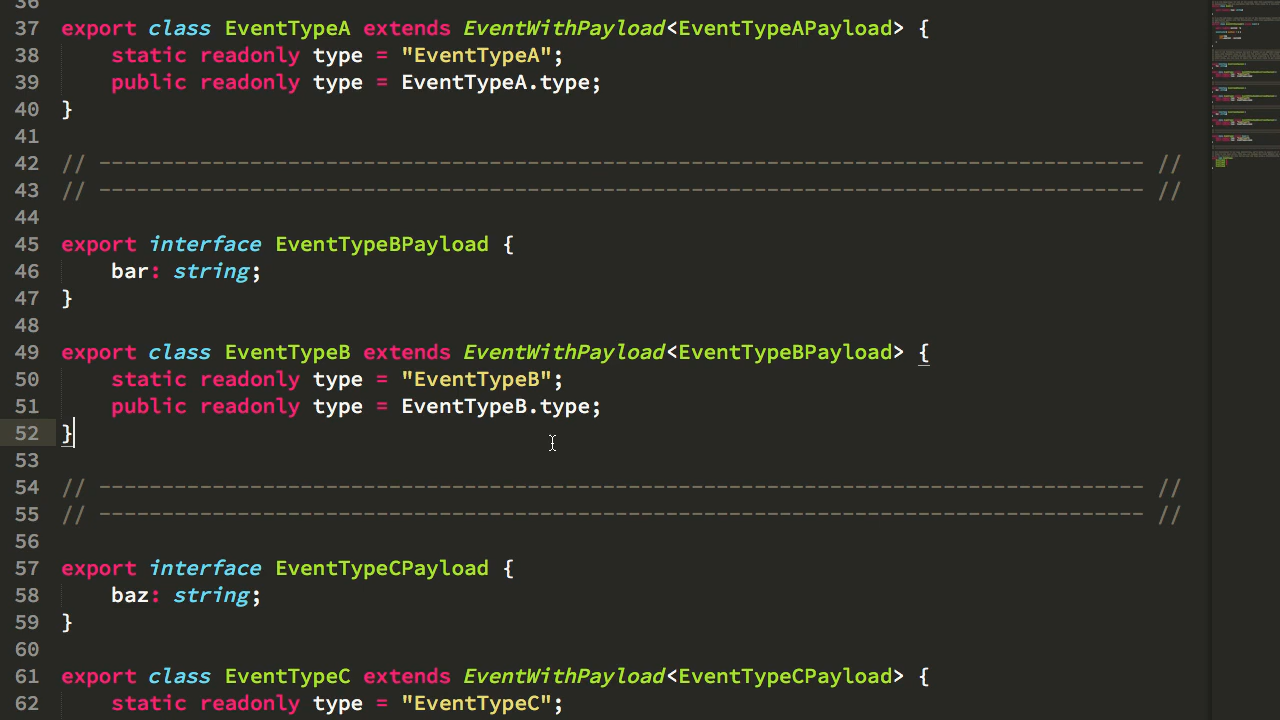 36
37 export class EventTypeA extends EventWithPayload<EventTypeAPayload> {
38     static readonly type = "EventTypeA";
39     public readonly type = EventTypeA.type;
40 }
41
42 // ----------------------------------------------------------------------------------- //
43 // ----------------------------------------------------------------------------------- //
44
45 export interface EventTypeBPayload {
46     bar: string;
47 }
48
49 export class EventTypeB extends EventWithPayload<EventTypeBPayload> {
50     static readonly type = "EventTypeB";
51     public readonly type = EventTypeB.type;
52 }
53
54 // ----------------------------------------------------------------------------------- //
55 // ----------------------------------------------------------------------------------- //
56
57 export interface EventTypeCPayload {
58     baz: string;
59 }
60
61 export class EventTypeC extends EventWithPayload<EventTypeCPayload> {
62     static readonly type = "EventTypeC";